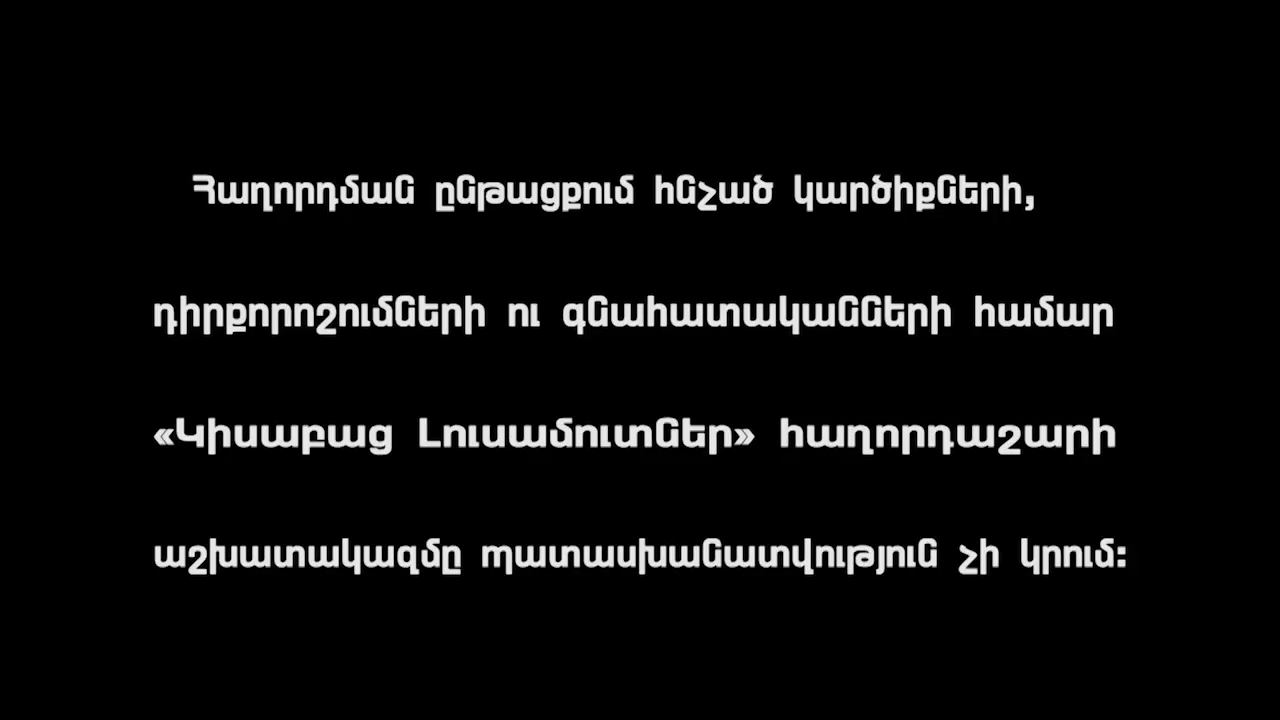 Հաղորդման ընթացքում հնչած կարծիքների,
դիրքորոշումների ու գնահատականների համար
«Կիսաբաց Լուսամուտներ» հաղորդաշարի
աշխատակազմը պատասխանատվություն չի կրում: